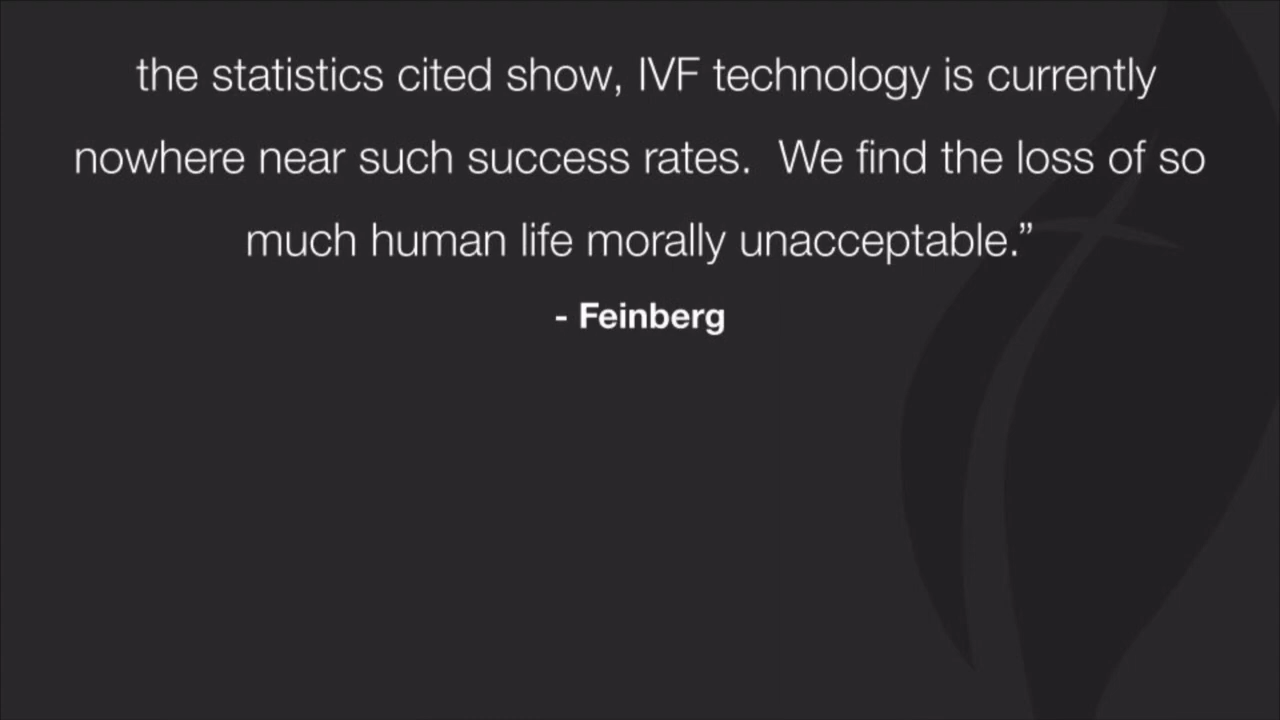 the statistics cited show, IVF technology is currently
nowhere near such success rates.  We find the loss of so
much human life morally unacceptable.”
- Feinberg